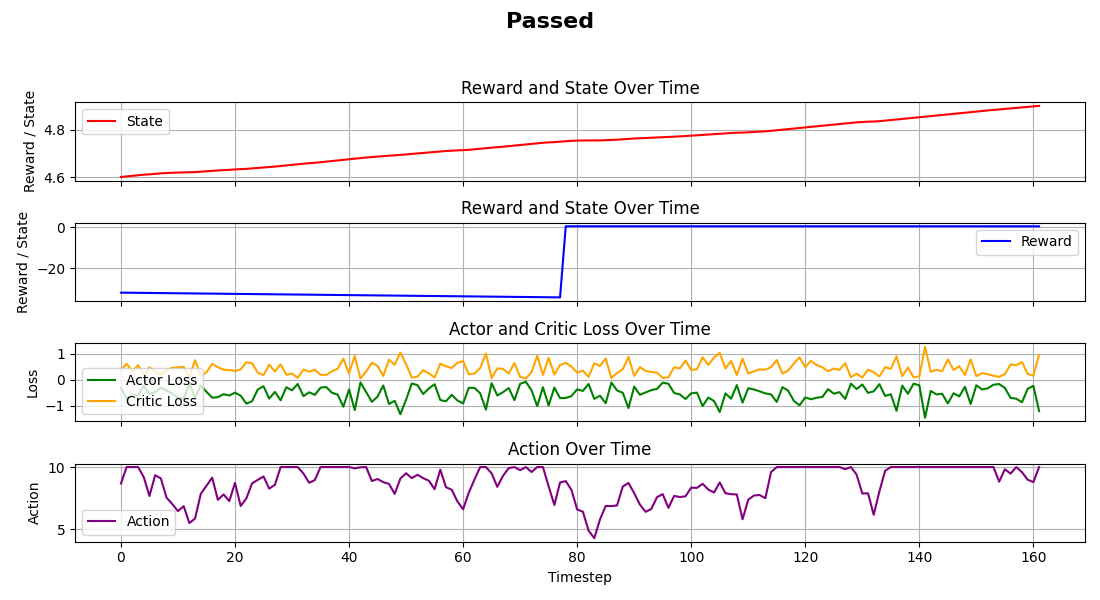 Passed
Reward and State Over Time
Reward / State
4.8
4.6
State
Reward and State Over Time
Reward / State
0
−20
Reward
Actor and Critic Loss Over Time
Loss
1
0
−1
Actor Loss
Critic Loss
Action Over Time
Action
10
5
Action
0 20 40 60 80 100 120 140 160
Timestep